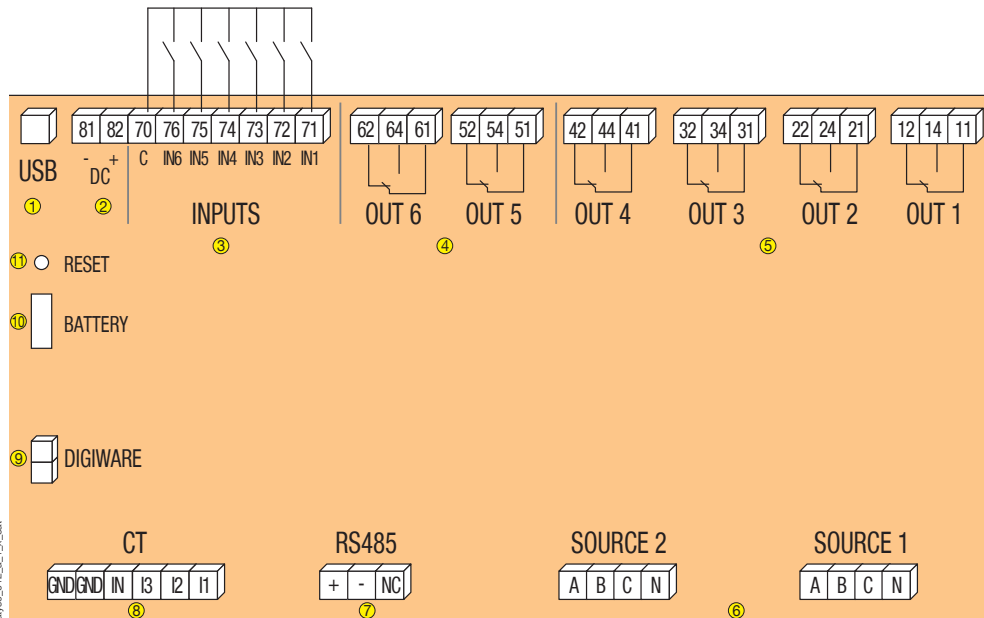 81 82 70 76 75 74 73 72 71 62 64 61 52 54 51 42 44 41 32 34 31 22 24 21 12 14 11
- + C IN6 IN5 IN4 IN3 IN2 IN1
USB DC
1 2 INPUTS OUT 6 OUT 5 OUT 4 OUT 3 OUT 2 OUT 1
3 4 5
11 RESET
10 BATTERY
9 DIGIWARE
CT RS485 SOURCE 2 SOURCE 1
GND GND IN I3 I2 I1 + - NC A B C N A B C N
8 7 6